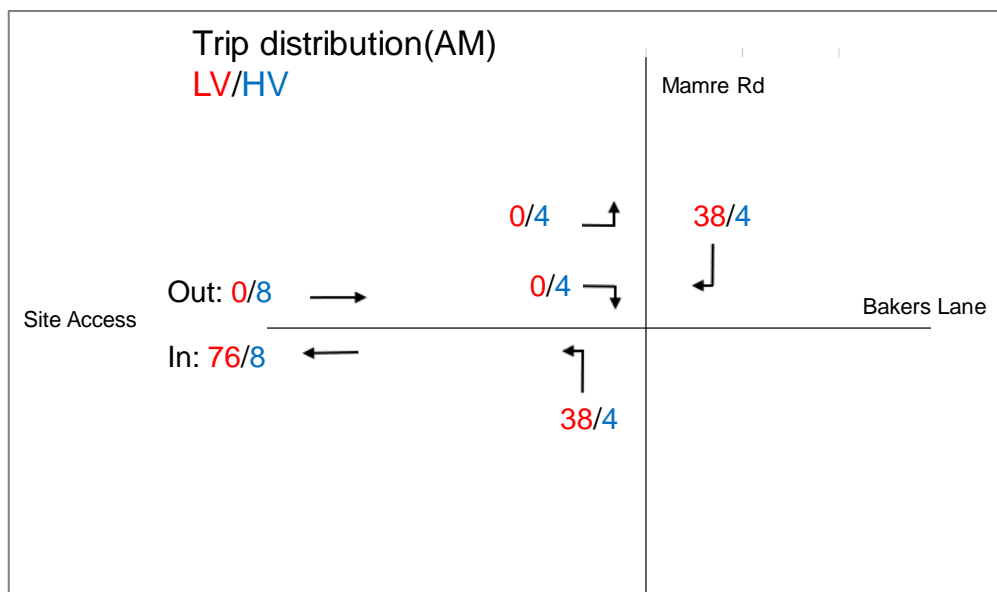 Trip distribution(AM)
LV/HV
Mamre Rd
0/4
38/4
Out: 0/8
0/4
Site Access
Bakers Lane
In: 76/8
38/4